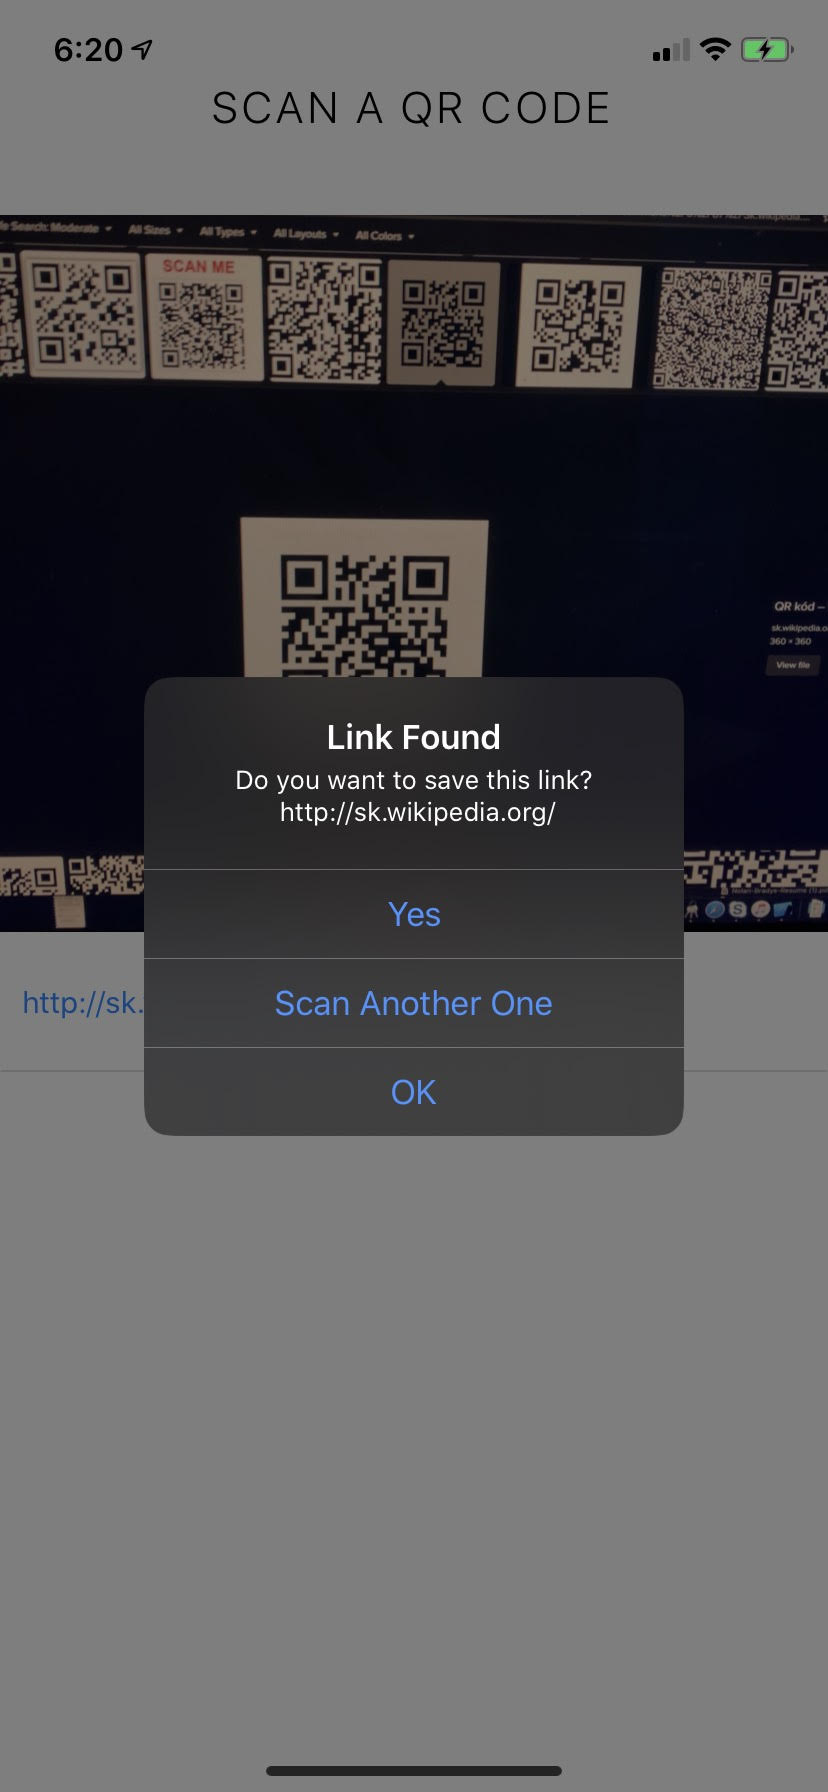 6:20
SCAN A QR CODE
Search: Moderate
All Sizes
All Types
All Layouts
All Colors
SCAN ME
QR kód –
sk.wikipedia.o
360 × 360
View file
Link Found
Do you want to save this link?
http://sk.wikipedia.org/
Yes
http://sk.
Scan Another One
OK